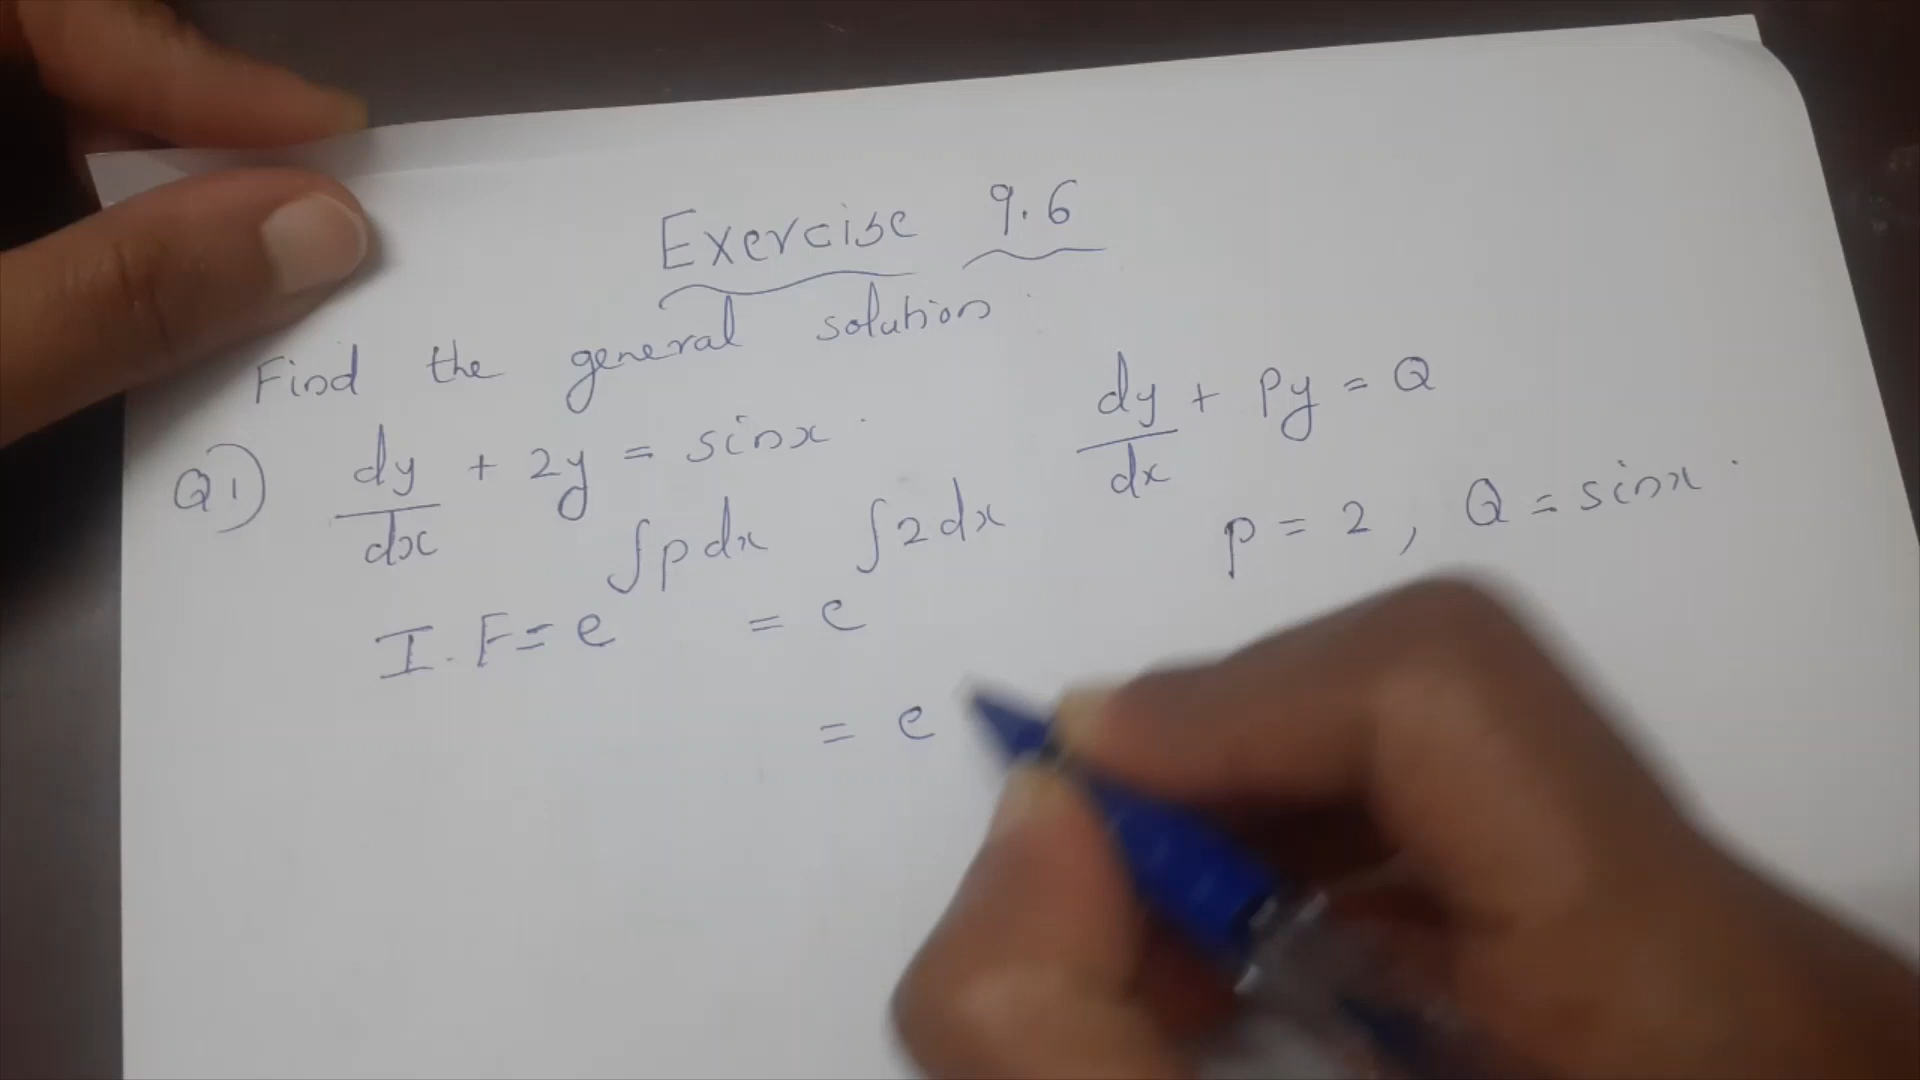 Exercise 9.6
Find the general solution.
Q1) dy/dx + 2y = sinx.
dy/dx + Py = Q
p = 2, Q = sinx.
I.F = e^∫pdx = e^∫2dx
= e